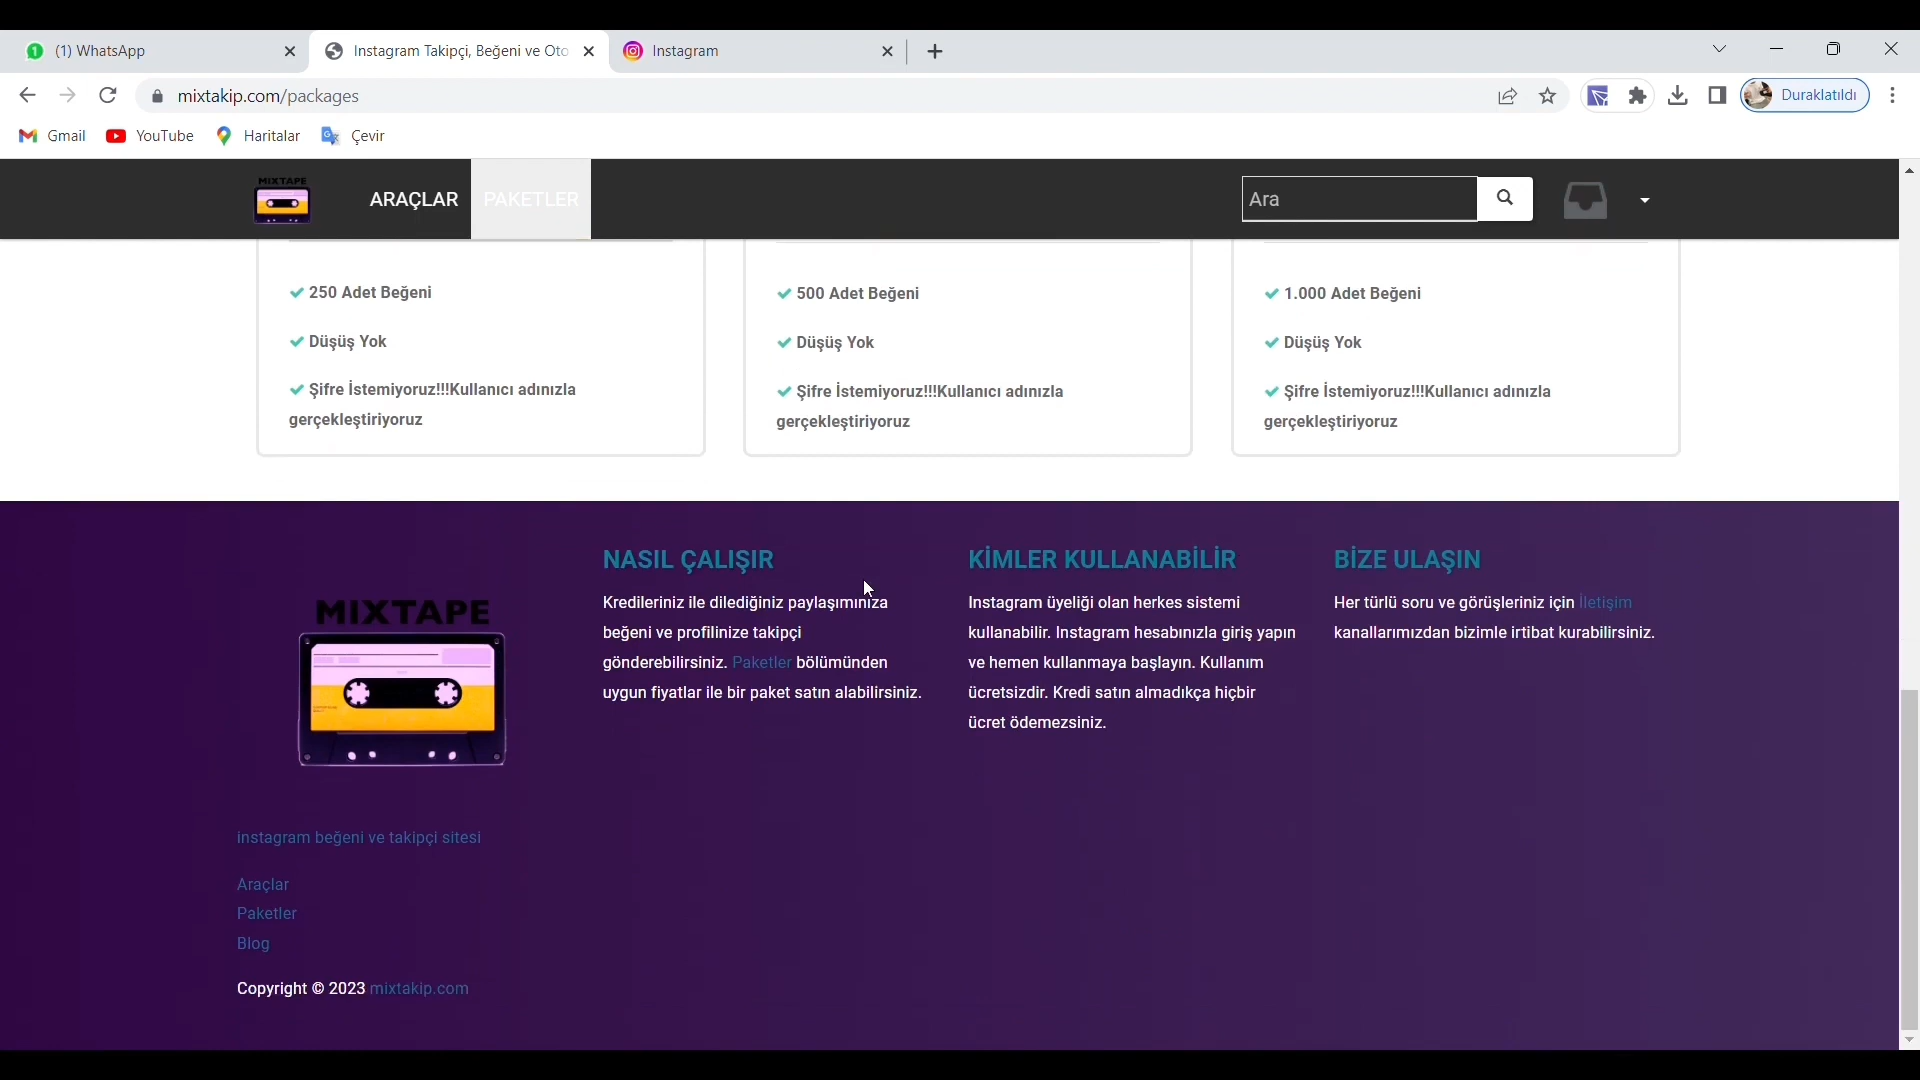 (1) WhatsApp
Instagram Takipçi, Beğeni ve Oto
Instagram
mixtakip.com/packages
Duraklatıldı
Gmail
YouTube
Haritalar
Çevir
MIXTAPE
ARAÇLAR
PAKETLER
Ara
250 Adet Beğeni
Düşüş Yok
Şifre İstemiyoruz!!!Kullanıcı adınızla
gerçekleştiriyoruz
500 Adet Beğeni
Düşüş Yok
Şifre İstemiyoruz!!!Kullanıcı adınızla
gerçekleştiriyoruz
1.000 Adet Beğeni
Düşüş Yok
Şifre İstemiyoruz!!!Kullanıcı adınızla
gerçekleştiriyoruz
MIXTAPE
instagram beğeni ve takipçi sitesi
Araçlar
Paketler
Blog
Copyright © 2023 mixtakip.com
NASIL ÇALIŞIR
Kredileriniz ile dilediğiniz paylaşımınıza
beğeni ve profilinize takipçi
gönderebilirsiniz. Paketler bölümünden
uygun fiyatlar ile bir paket satın alabilirsiniz.
KİMLER KULLANABİLİR
Instagram üyeliği olan herkes sistemi
kullanabilir. Instagram hesabınızla giriş yapın
ve hemen kullanmaya başlayın. Kullanım
ücretsizdir. Kredi satın almadıkça hiçbir
ücret ödemezsiniz.
BİZE ULAŞIN
Her türlü soru ve görüşleriniz için İletişim
kanallarımızdan bizimle irtibat kurabilirsiniz.